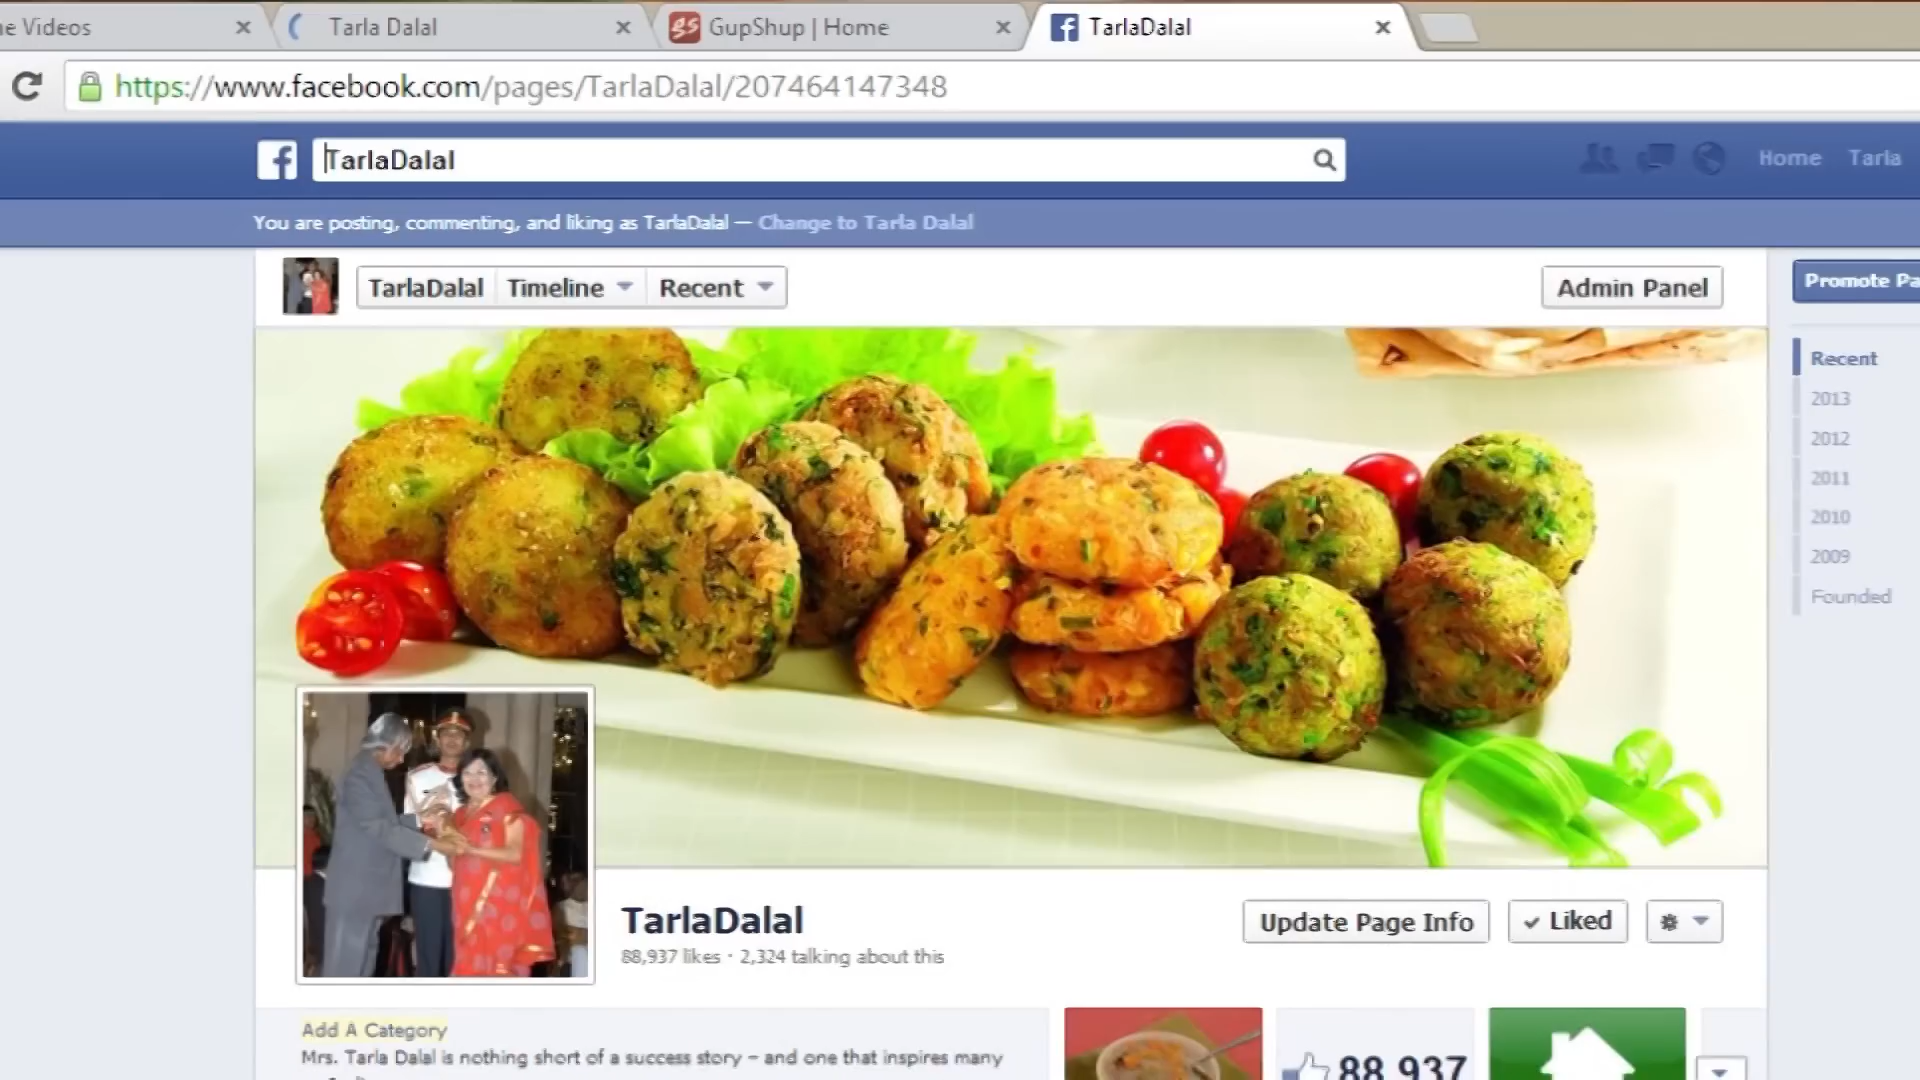 e Videos
Tarla Dalal
gs GupShup | Home
TarlaDalal
https://www.facebook.com/pages/TarlaDalal/207464147348
f TarlaDalal
Home Tarla
You are posting, commenting, and liking as TarlaDalal — Change to Tarla Dalal
TarlaDalal Timeline Recent
Admin Panel
Promote Pa
Recent
2013
2012
2011
2010
2009
Founded
TarlaDalal
88,937 likes · 2,324 talking about this
Update Page Info
Liked
Add A Category
Mrs. Tarla Dalal is nothing short of a success story – and one that inspires many
88,937